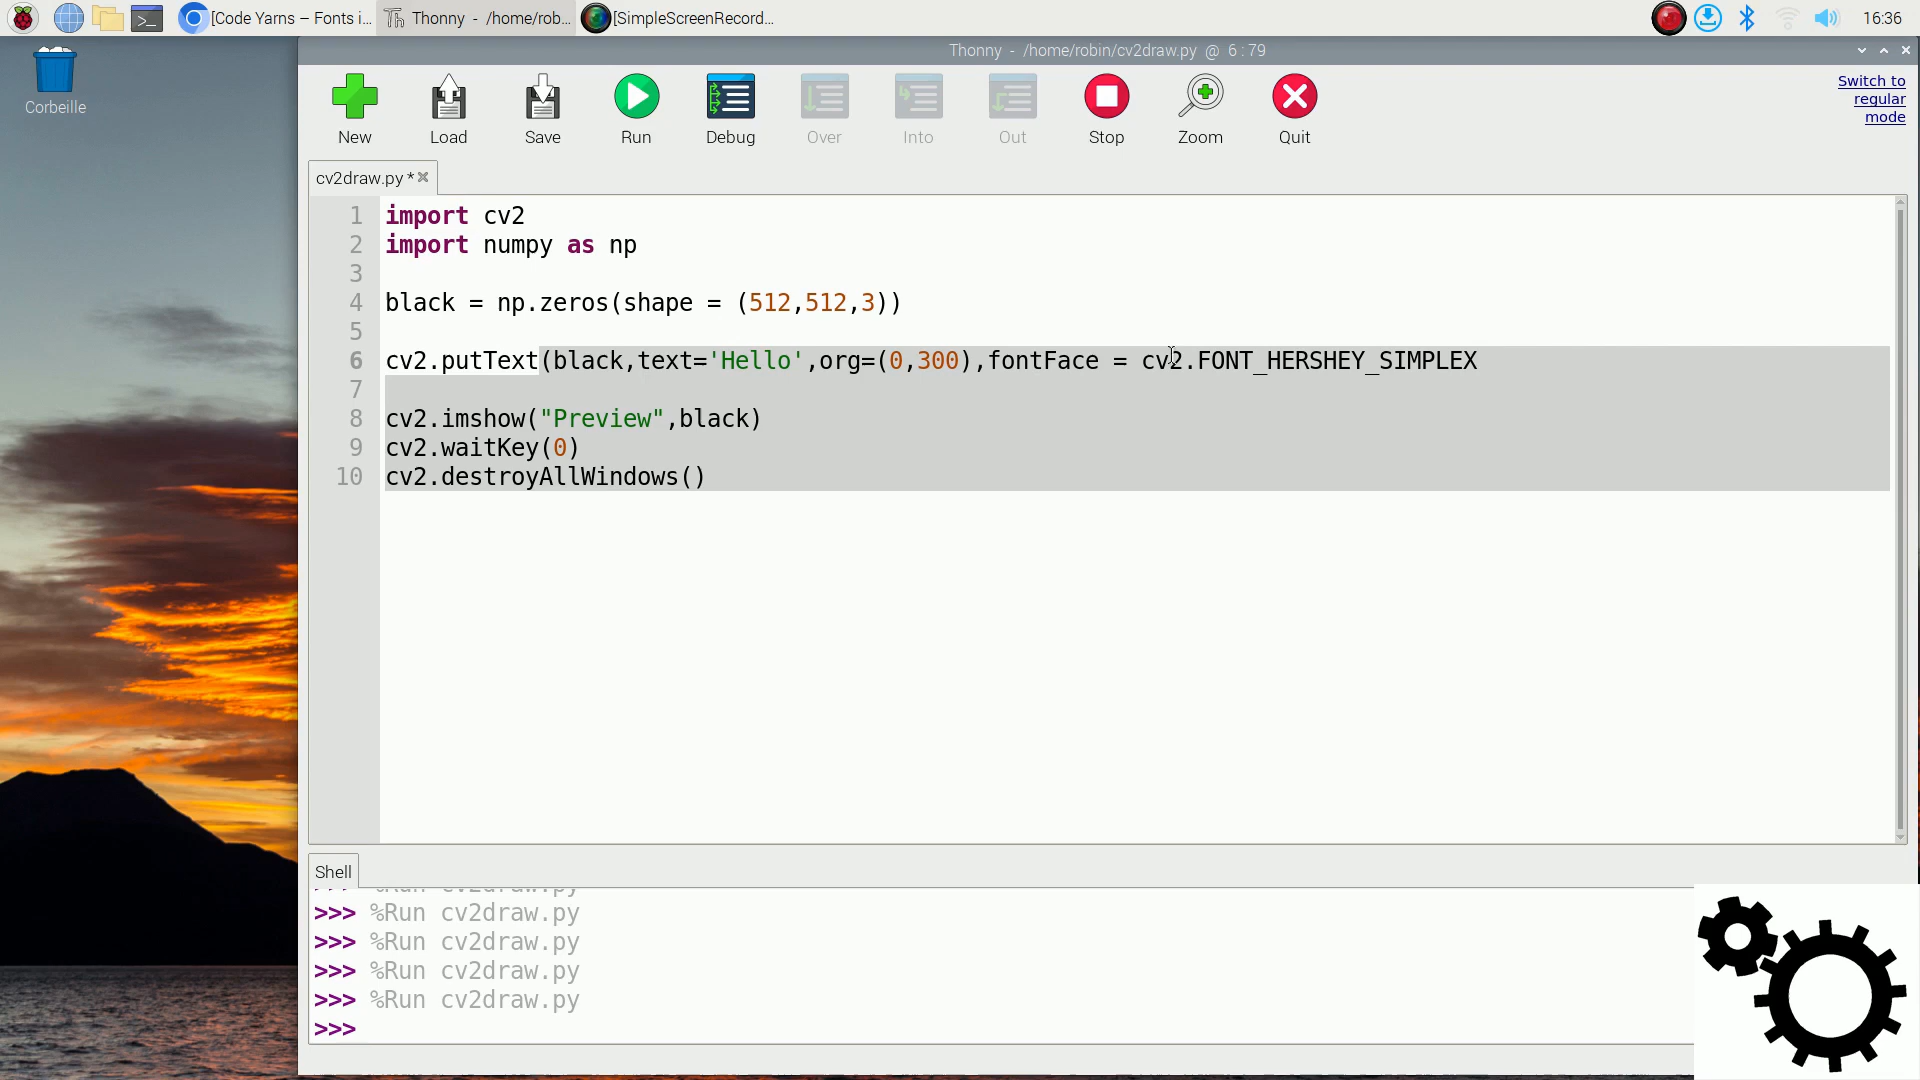 [Code Yarns – Fonts i...
Thonny - /home/rob...
[SimpleScreenRecord...
16:36
Corbeille
Thonny - /home/robin/cv2draw.py @ 6 : 79
New
Load
Save
Run
Debug
Over
Into
Out
Stop
Zoom
Quit
Switch to
regular
mode
cv2draw.py *
1 import cv2
2 import numpy as np
3
4 black = np.zeros(shape = (512,512,3))
5
6 cv2.putText(black,text='Hello',org=(0,300),fontFace = cv2.FONT_HERSHEY_SIMPLEX
7
8 cv2.imshow("Preview",black)
9 cv2.waitKey(0)
10 cv2.destroyAllWindows()
Shell
>>> %Run cv2draw.py
>>> %Run cv2draw.py
>>> %Run cv2draw.py
>>> %Run cv2draw.py
>>> %Run cv2draw.py
>>>